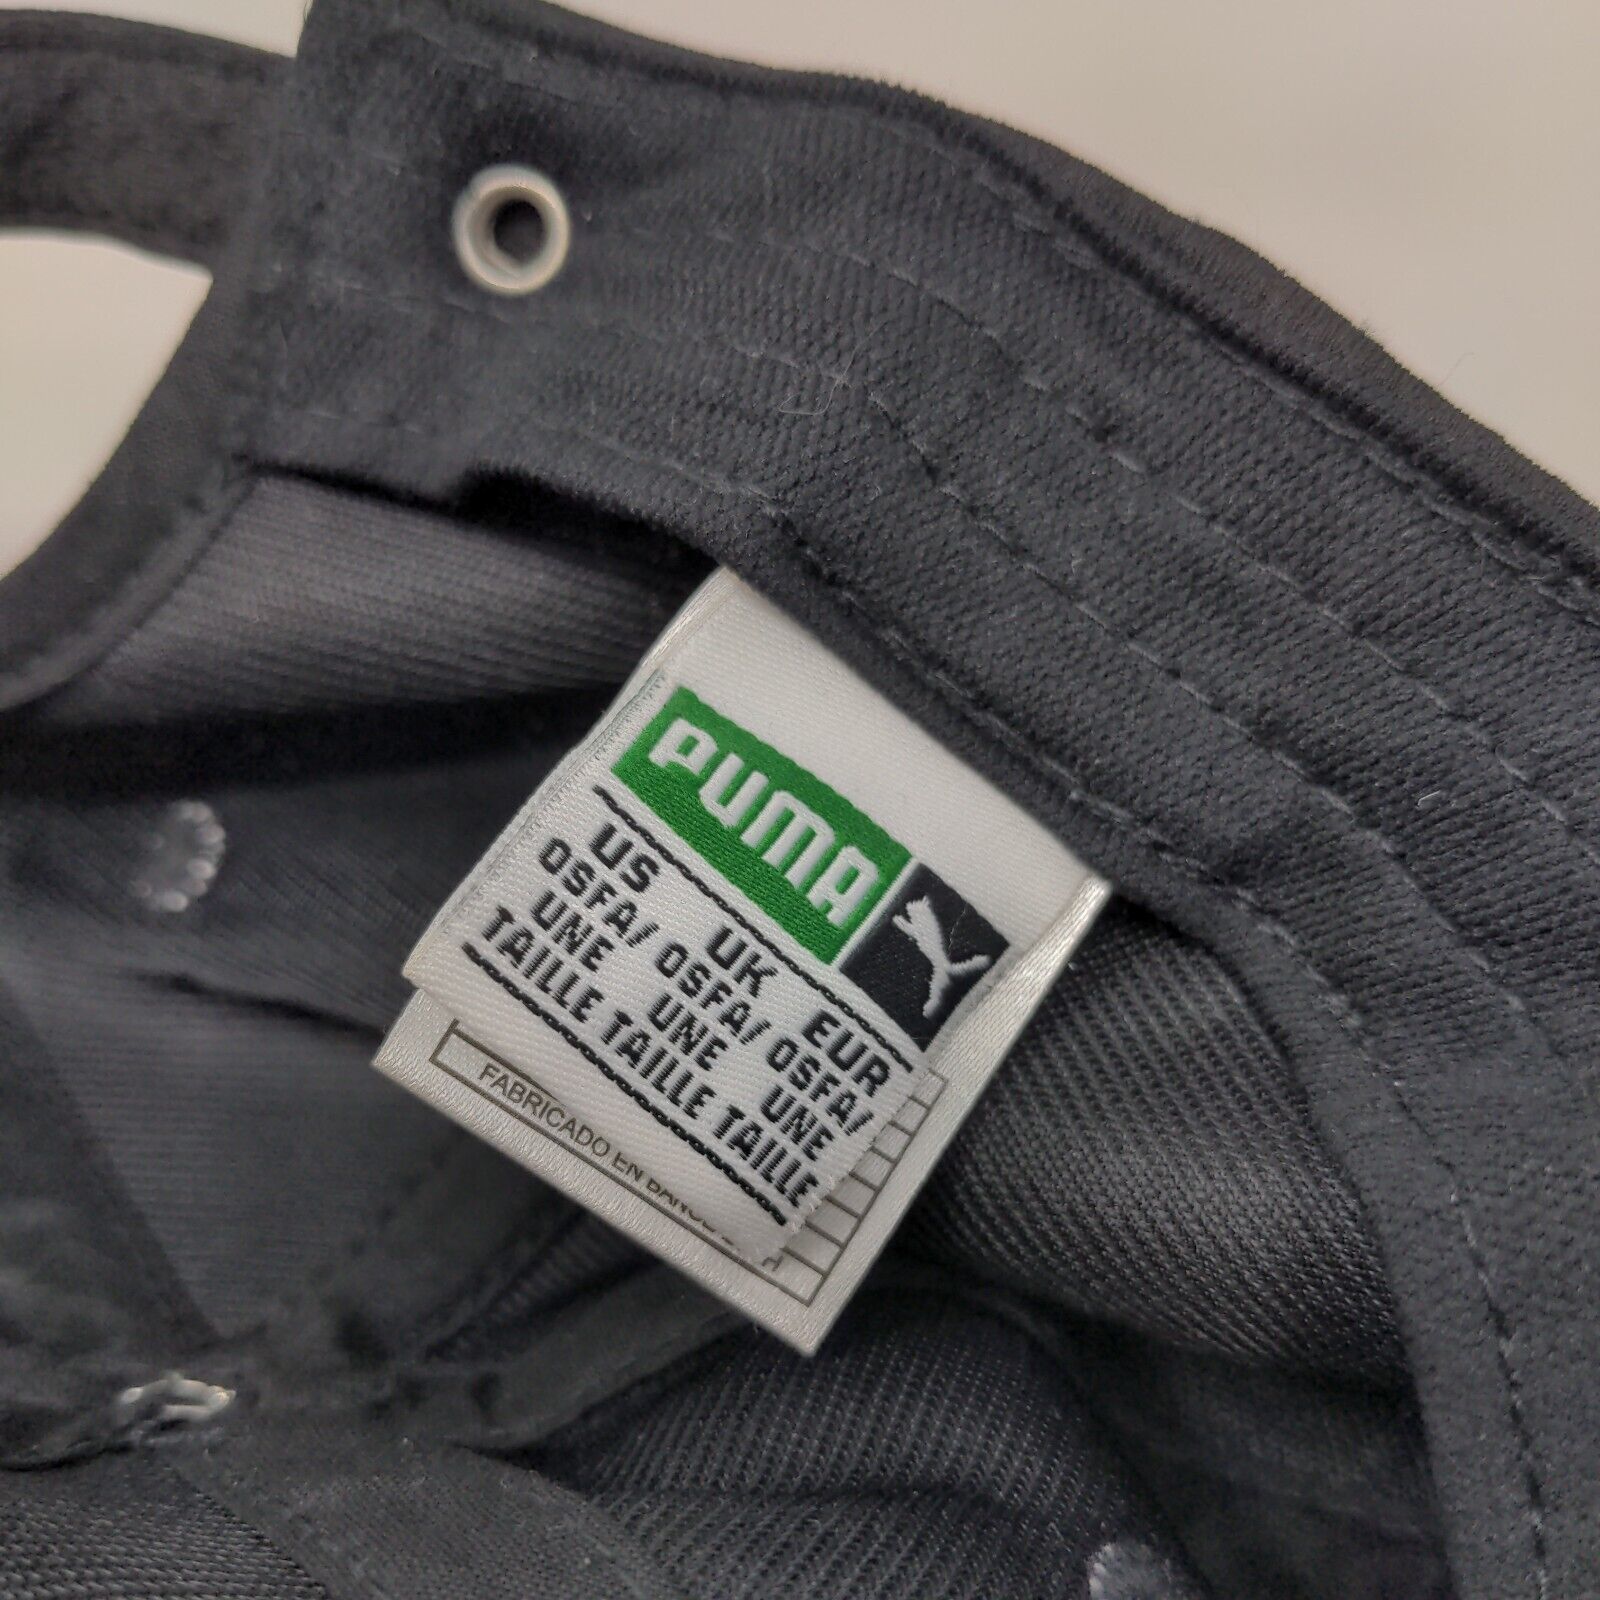 PUMA
US UK EUR
OSFA/ OSFA/ OSFA/
UNE UNE UNE
TAILLE TAILLE TAILLE
FABRICADO EN